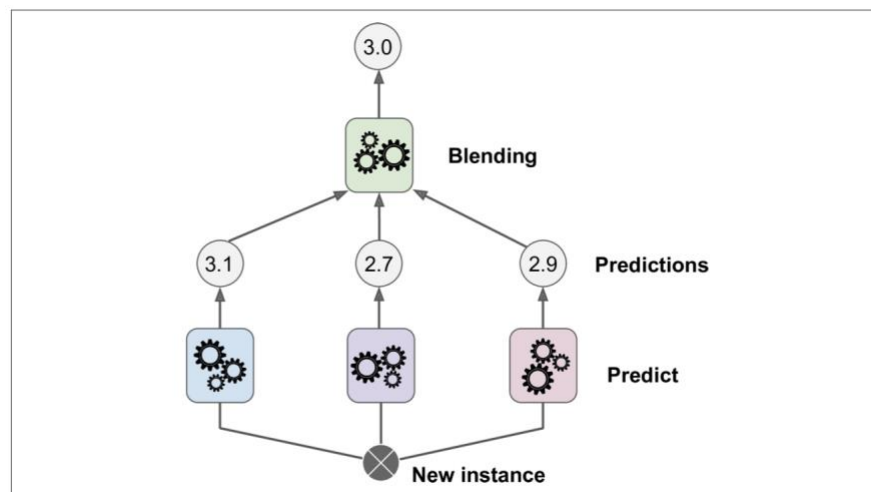 3.0
Blending
3.1
2.7
2.9
Predictions
Predict
New instance